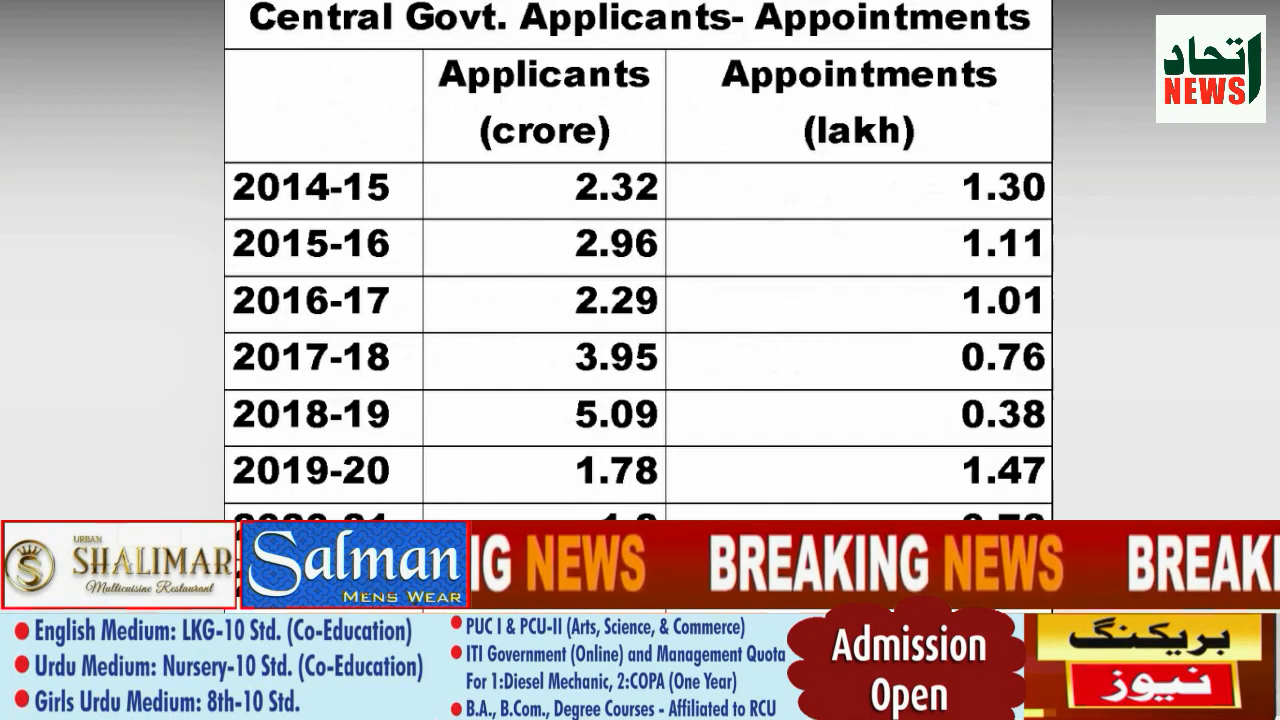 Central Govt. Applicants- Appointments
Applicants (crore) Appointments (lakh)
2014-15 2.32 1.30
2015-16 2.96 1.11
2016-17 2.29 1.01
2017-18 3.95 0.76
2018-19 5.09 0.38
2019-20 1.78 1.47
اتحاد
NEWS
URBAN
SHALIMAR
Multicuisine Restaurant
Salman
MENS WEAR
NG NEWS BREAKING NEWS BREAK
English Medium: LKG-10 Std. (Co-Education)
Urdu Medium: Nursery-10 Std. (Co-Education)
Girls Urdu Medium: 8th-10 Std.
PUC I & PCU-II (Arts, Science, & Commerce)
ITI Government (Online) and Management Quota
For 1:Diesel Mechanic, 2:COPA (One Year)
B.A., B.Com., Degree Courses - Affiliated to RCU
Admission
Open
بریکنگ
نیوز